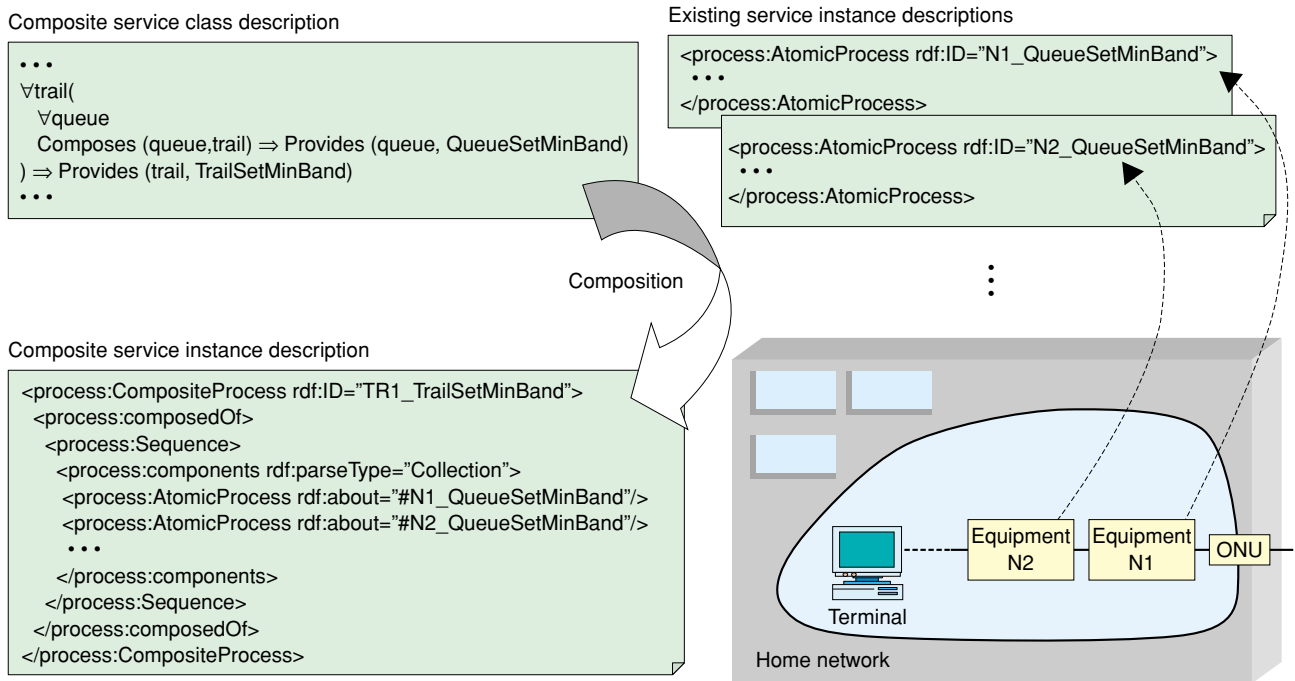 Composite service class description
• • •
∀trail(
∀queue
Composes (queue,trail) ⇒ Provides (queue, QueueSetMinBand)
) ⇒ Provides (trail, TrailSetMinBand)
• • •
Existing service instance descriptions
<process:AtomicProcess rdf:ID=”N1_QueueSetMinBand”>
• • •
</process:AtomicProcess>
<process:AtomicProcess rdf:ID=”N2_QueueSetMinBand”>
• • •
</process:AtomicProcess>
Composition
Composite service instance description
<process:CompositeProcess rdf:ID=”TR1_TrailSetMinBand”>
<process:composedOf>
<process:Sequence>
<process:components rdf:parseType=”Collection”>
<process:AtomicProcess rdf:about=”#N1_QueueSetMinBand”/>
<process:AtomicProcess rdf:about=”#N2_QueueSetMinBand”/>
• • •
</process:components>
</process:Sequence>
</process:composedOf>
</process:CompositeProcess>
Equipment
N2
Equipment
N1
ONU
Terminal
Home network